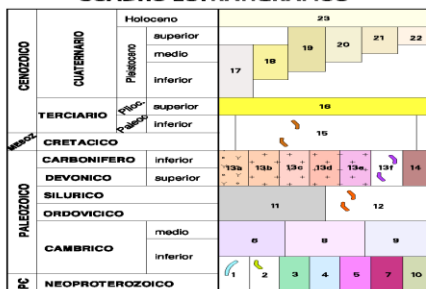 CUADRO ESTRATIGRAFICO
CENOZOICO
CUATERNARIO
Holoceno
23
Pleistoceno
superior
medio
inferior
17
18
19
20
21
22
TERCIARIO
Plioc.
superior
16
Paleoc.
inferior
15
MESOZ.
CRETACICO
PALEOZOICO
CARBONIFERO
inferior
DEVONICO
superior
13a
13b
13c
13d
13e
13f
14
SILURICO
ORDOVICICO
11
12
CAMBRICO
medio
inferior
8
9
PC
NEOPROTEROZOICO
1
2
3
4
5
7
10